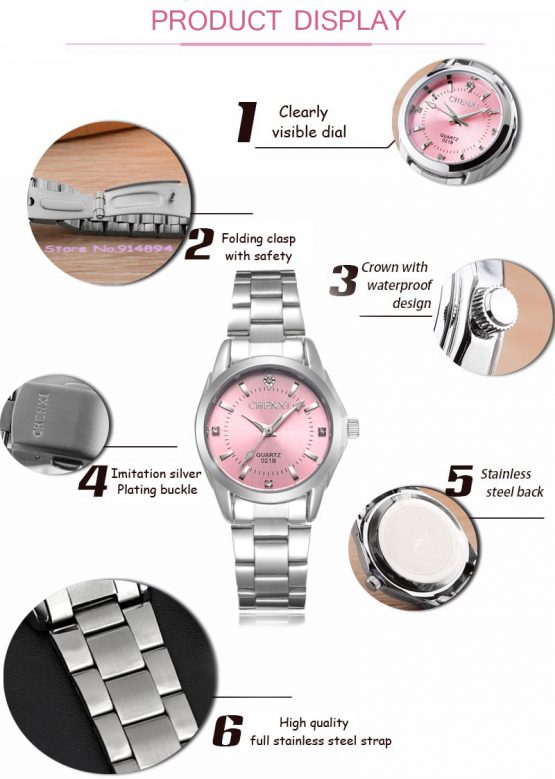 PRODUCT DISPLAY
1 Clearly
visible dial
CHENXI
QUARTZ
021B
Store No.914894
2 Folding clasp
with safety
3 Crown with
waterproof
design
CHENXI
QUARTZ
021B
CHENXI
4 Imitation silver
Plating buckle
5 Stainless
steel back
6 High quality
full stainless steel strap